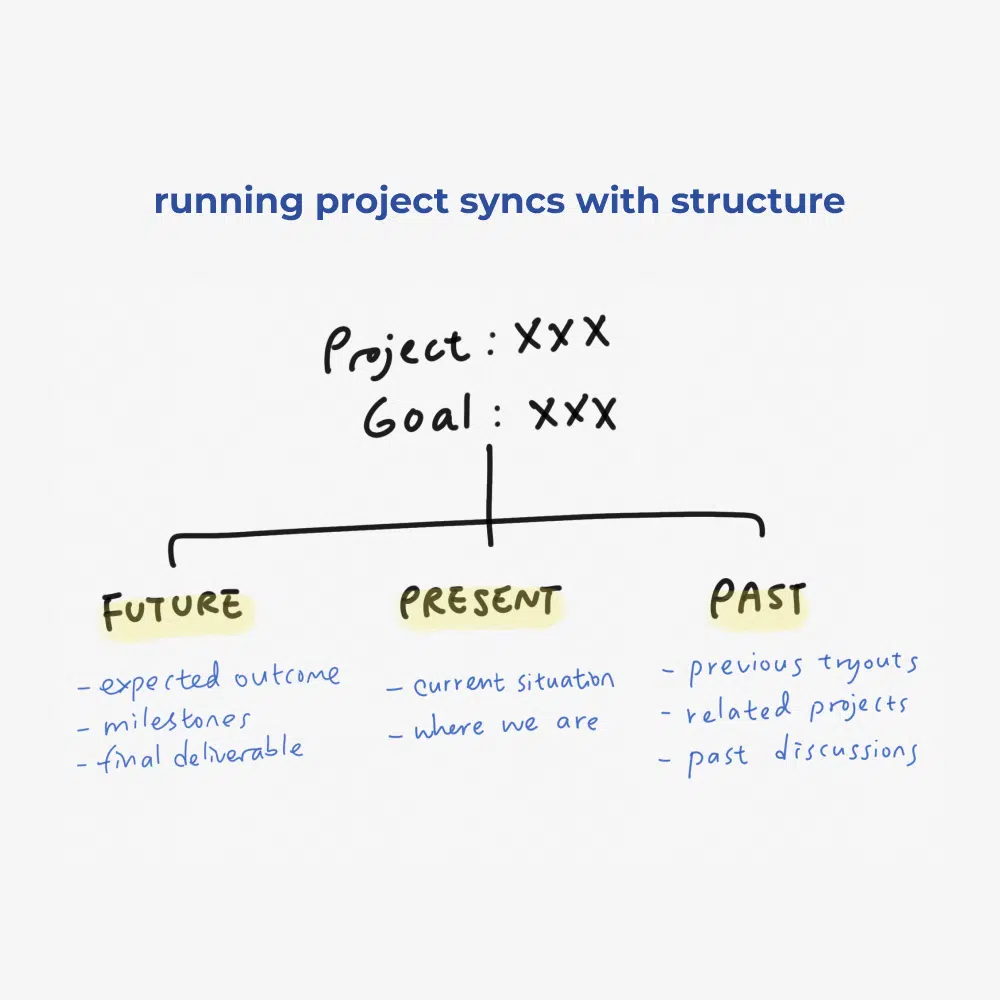 running project syncs with structure
Project : XXX
Goal : XXX
FUTURE
- expected outcome
- milestones
- final deliverable
PRESENT
- current situation
- where we are
PAST
- previous tryouts
- related projects
- past discussions